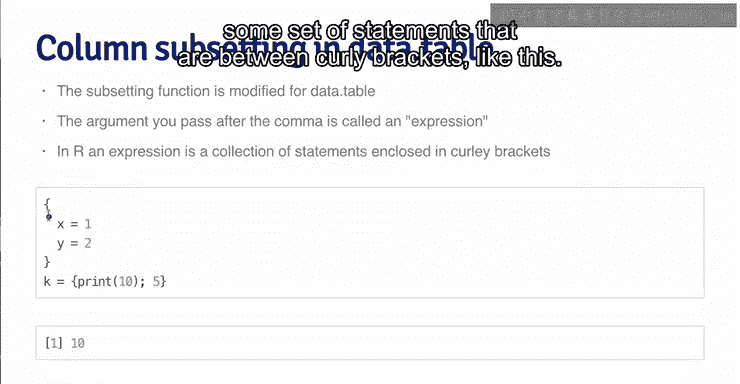 some set of statements that
are between curly brackets, like this.
Column subsetting in data.table
· The subsetting function is modified for data.table
· The argument you pass after the comma is called an "expression"
· In R an expression is a collection of statements enclosed in curley brackets
{
x = 1
y = 2
}
k = {print(10); 5}
[1] 10